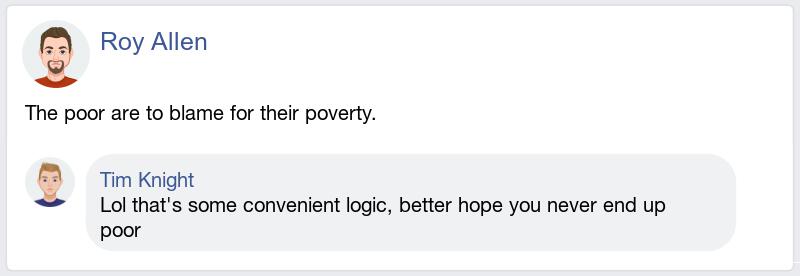 Roy Allen
The poor are to blame for their poverty.
Tim Knight
Lol that's some convenient logic, better hope you never end up
poor